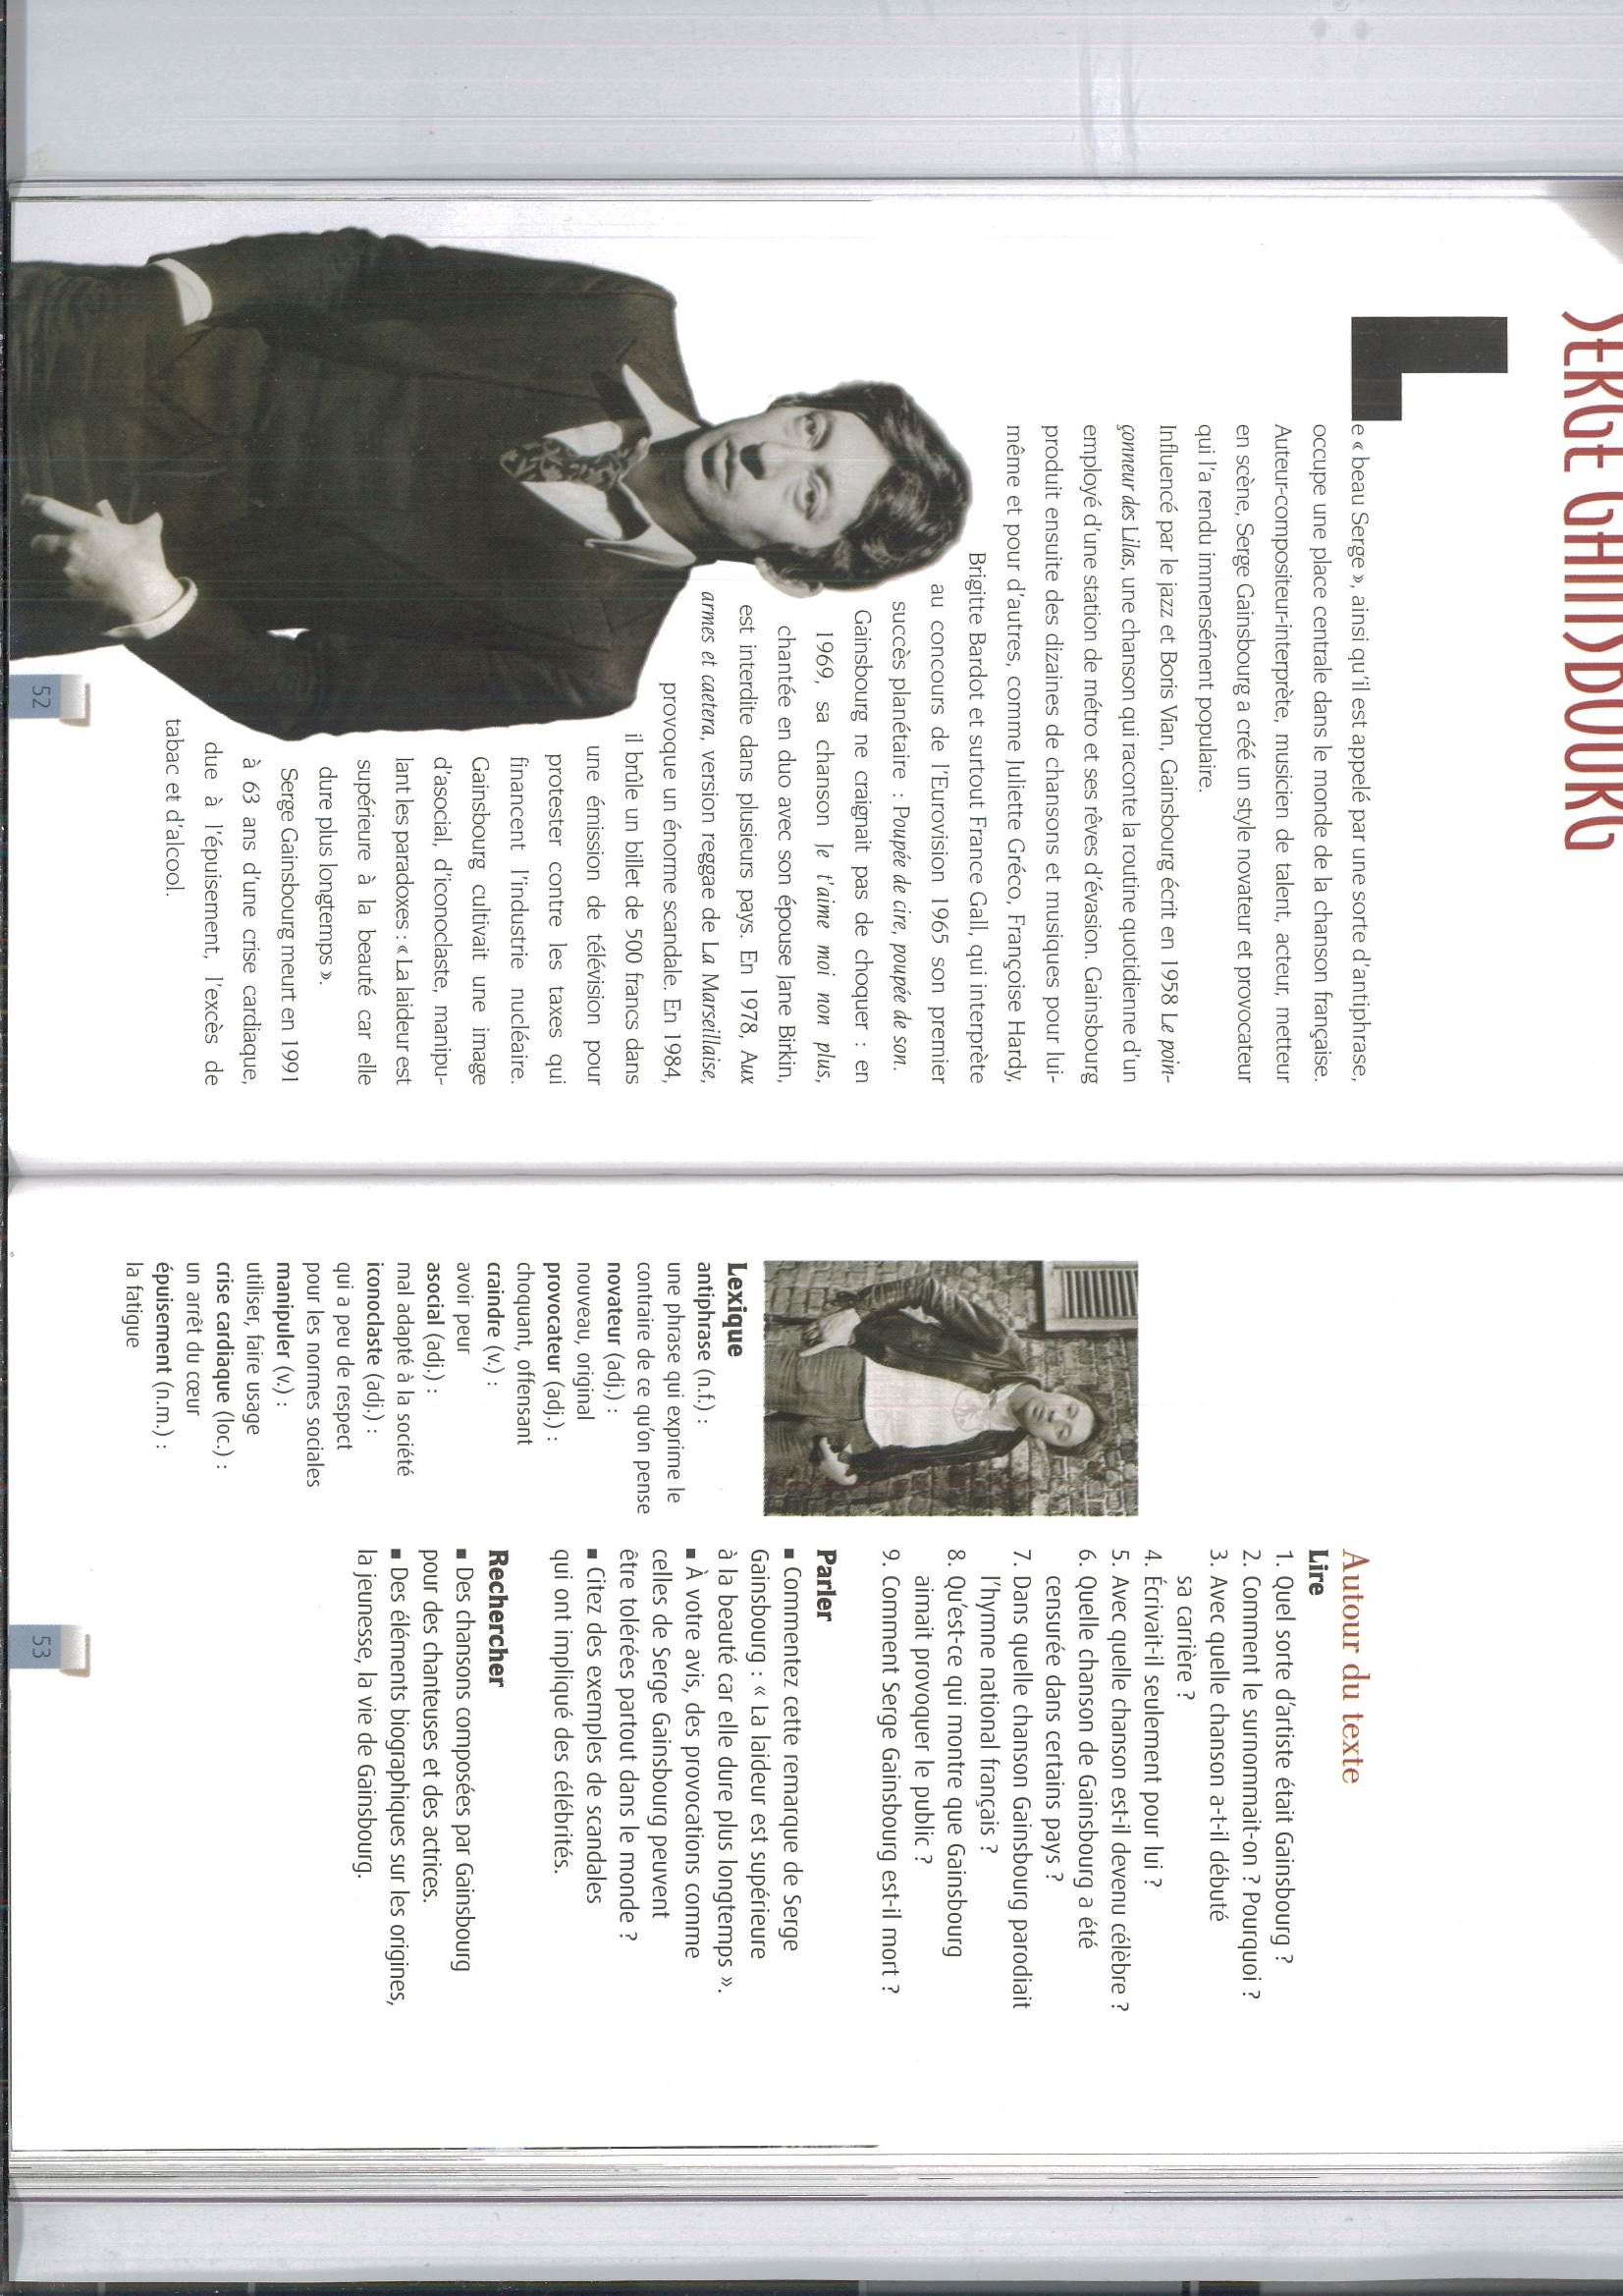 SERGE GAINSBOURG
Le « beau Serge », ainsi qu'il est appelé par une sorte d'antiphrase,
occupe une place centrale dans le monde de la chanson française.
Auteur-compositeur-interprète, musicien de talent, acteur, metteur
en scène, Serge Gainsbourg a créé un style novateur et provocateur
qui l'a rendu immensément populaire.
Influencé par le jazz et Boris Vian, Gainsbourg écrit en 1958 Le poin-
çonneur des Lilas, une chanson qui raconte la routine quotidienne d'un
employé d'une station de métro et ses rêves d'évasion. Gainsbourg
produit ensuite des dizaines de chansons et musiques pour lui-
même et pour d'autres, comme Juliette Gréco, Françoise Hardy,
Brigitte Bardot et surtout France Gall, qui interprète
au concours de l'Eurovision 1965 son premier
succès planétaire : Poupée de cire, poupée de son.
Gainsbourg ne craignait pas de choquer : en
1969, sa chanson Je t'aime moi non plus,
chantée en duo avec son épouse Jane Birkin,
est interdite dans plusieurs pays. En 1978, Aux
armes et caetera, version reggae de La Marseillaise,
provoque un énorme scandale. En 1984,
il brûle un billet de 500 francs dans
une émission de télévision pour
protester contre les taxes qui
financent l'industrie nucléaire.
Gainsbourg cultivait une image
d'asocial, d'iconoclaste, manipu-
lant les paradoxes : « La laideur est
supérieure à la beauté car elle
dure plus longtemps ».
Serge Gainsbourg meurt en 1991
à 63 ans d'une crise cardiaque,
due à l'épuisement, l'excès de
tabac et d'alcool.
52
Lexique
antiphrase (n.f.) :
une phrase qui exprime le
contraire de ce qu'on pense
novateur (adj.) :
nouveau, original
provocateur (adj.) :
choquant, offensant
craindre (v.) :
avoir peur
asocial (adj.) :
mal adapté à la société
iconoclaste (adj.) :
qui a peu de respect
pour les normes sociales
manipuler (v.) :
utiliser, faire usage
crise cardiaque (loc.) :
un arrêt du cœur
épuisement (n.m.) :
la fatigue
Autour du texte
Lire
1. Quel sorte d'artiste était Gainsbourg ?
2. Comment le surnommait-on ? Pourquoi ?
3. Avec quelle chanson a-t-il débuté
sa carrière ?
4. Écrivait-il seulement pour lui ?
5. Avec quelle chanson est-il devenu célèbre ?
6. Quelle chanson de Gainsbourg a été
censurée dans certains pays ?
7. Dans quelle chanson Gainsbourg parodiait
l'hymne national français ?
8. Qu'est-ce qui montre que Gainsbourg
aimait provoquer le public ?
9. Comment Serge Gainsbourg est-il mort ?
Parler
▪ Commentez cette remarque de Serge
Gainsbourg : « La laideur est supérieure
à la beauté car elle dure plus longtemps ».
▪ À votre avis, des provocations comme
celles de Serge Gainsbourg peuvent
être tolérées partout dans le monde ?
▪ Citez des exemples de scandales
qui ont impliqué des célébrités.
Rechercher
▪ Des chansons composées par Gainsbourg
pour des chanteuses et des actrices.
▪ Des éléments biographiques sur les origines,
la jeunesse, la vie de Gainsbourg.
53